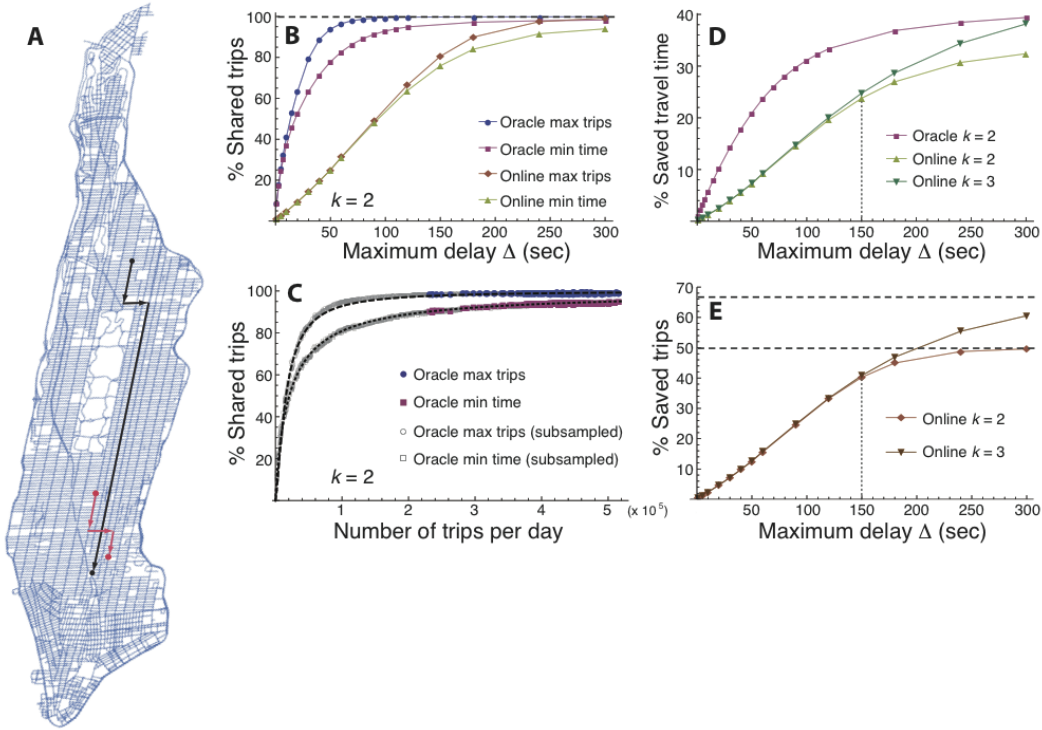 A
B
100%
80
60
40
20
% Shared trips
Oracle max trips
Oracle min time
Online max trips
Online min time
k = 2
50 100 150 200 250 300
Maximum delay Δ (sec)
C
100%
80
60
40
20
% Shared trips
Oracle max trips
Oracle min time
Oracle max trips (subsampled)
Oracle min time (subsampled)
k = 2
1 2 3 4 5
(x 10⁵)
Number of trips per day
D
40
30
20
10
% Saved travel time
Oracle k = 2
Online k = 2
Online k = 3
50 100 150 200 250 300
Maximum delay Δ (sec)
E
70
60
50
40
30
20
10
% Saved trips
Online k = 2
Online k = 3
50 100 150 200 250 300
Maximum delay Δ (sec)